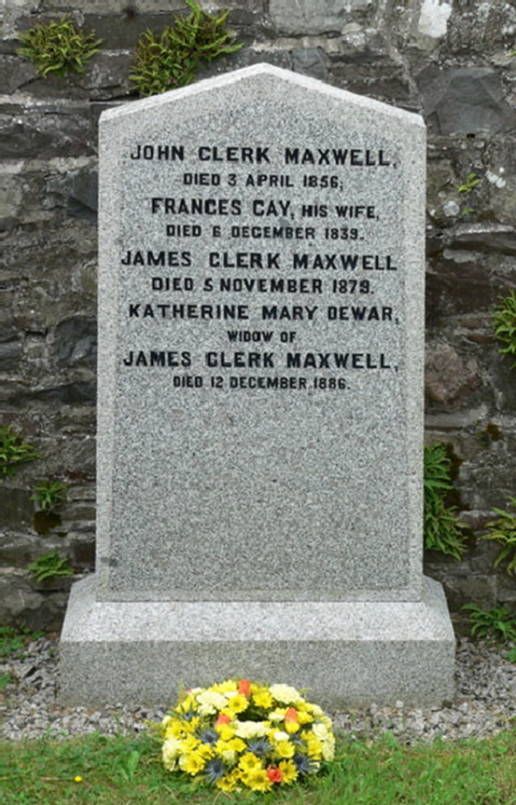 JOHN CLERK MAXWELL,
DIED 3 APRIL 1856,
FRANCES CAY, HIS WIFE,
DIED 6 DECEMBER 1839.
JAMES CLERK MAXWELL
DIED 5 NOVEMBER 1879.
KATHERINE MARY DEWAR,
WIDOW OF
JAMES CLERK MAXWELL,
DIED 12 DECEMBER 1886.